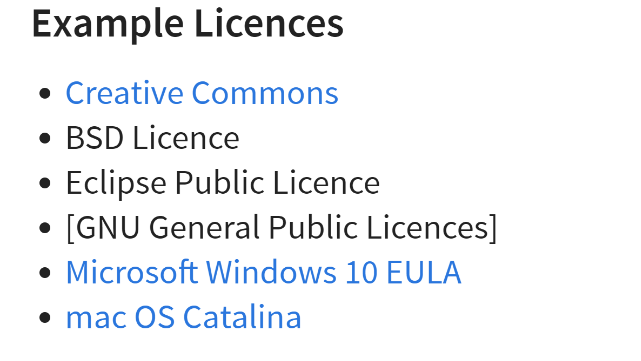 Example Licences
• Creative Commons
• BSD Licence
• Eclipse Public Licence
• [GNU General Public Licences]
• Microsoft Windows 10 EULA
• mac OS Catalina